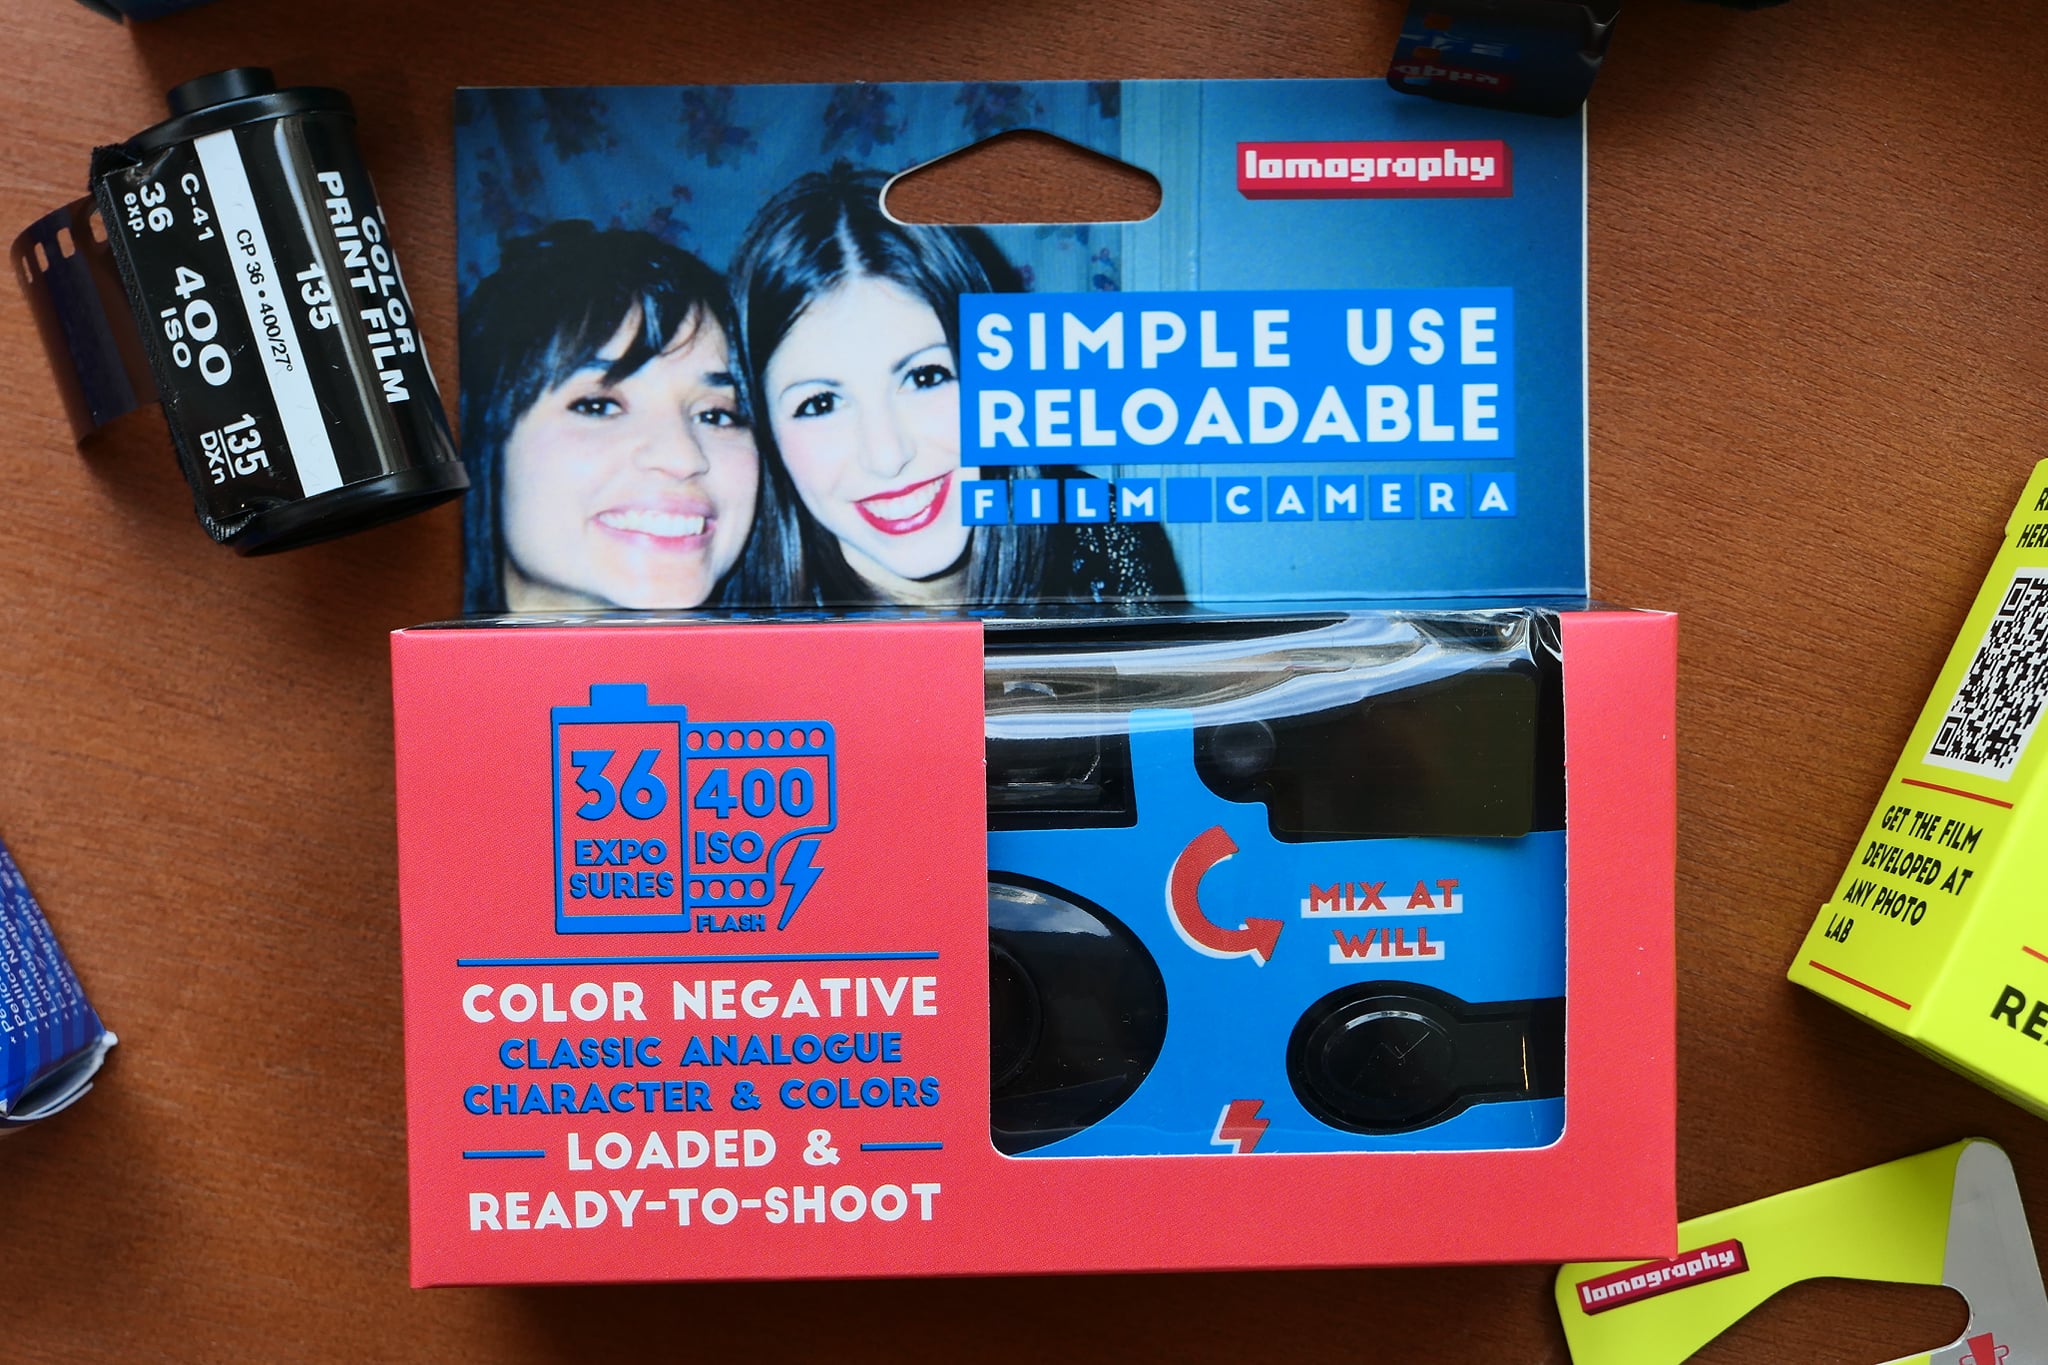 lomography
SIMPLE USE
RELOADABLE
FILM CAMERA
COLOR
PRINT FILM
135
CP 36 • 400/27°
C-41
36
exp.
400
ISO
135
DXn
36
EXPO
SURES
400
ISO
FLASH
COLOR NEGATIVE
CLASSIC ANALOGUE
CHARACTER & COLORS
LOADED &
READY-TO-SHOOT
MIX AT
WILL
GET THE FILM
DEVELOPED AT
ANY PHOTO
LAB
lomography